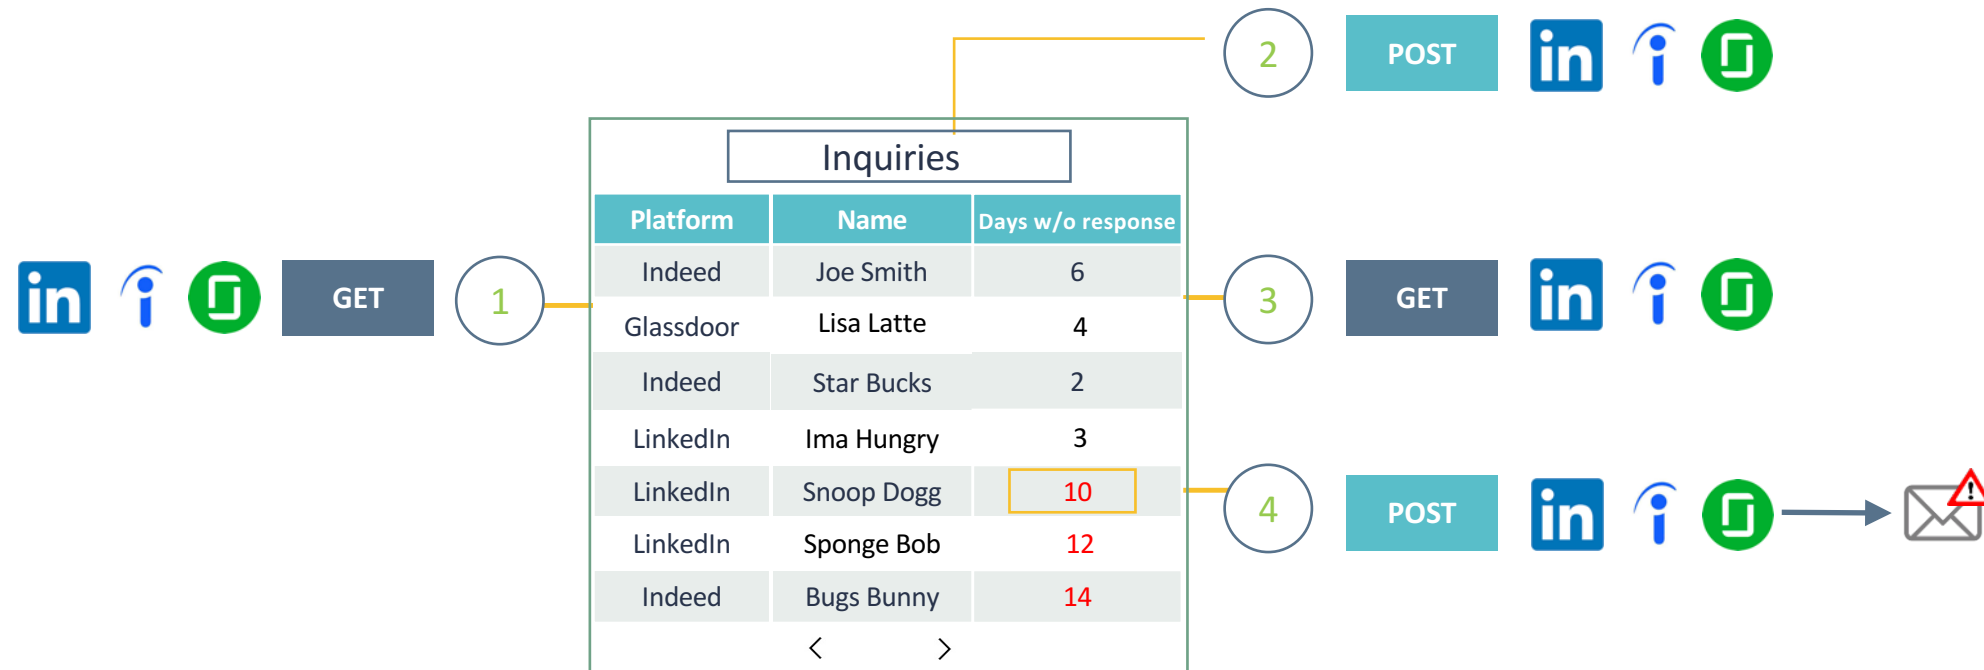 2 POST in
Inquiries
Platform Name Days w/o response
Indeed Joe Smith 6
in GET 1
3 GET in
Glassdoor Lisa Latte 4
Indeed Star Bucks 2
LinkedIn Ima Hungry 3
LinkedIn Snoop Dogg 10
4 POST in
!
LinkedIn Sponge Bob 12
Indeed Bugs Bunny 14
< >